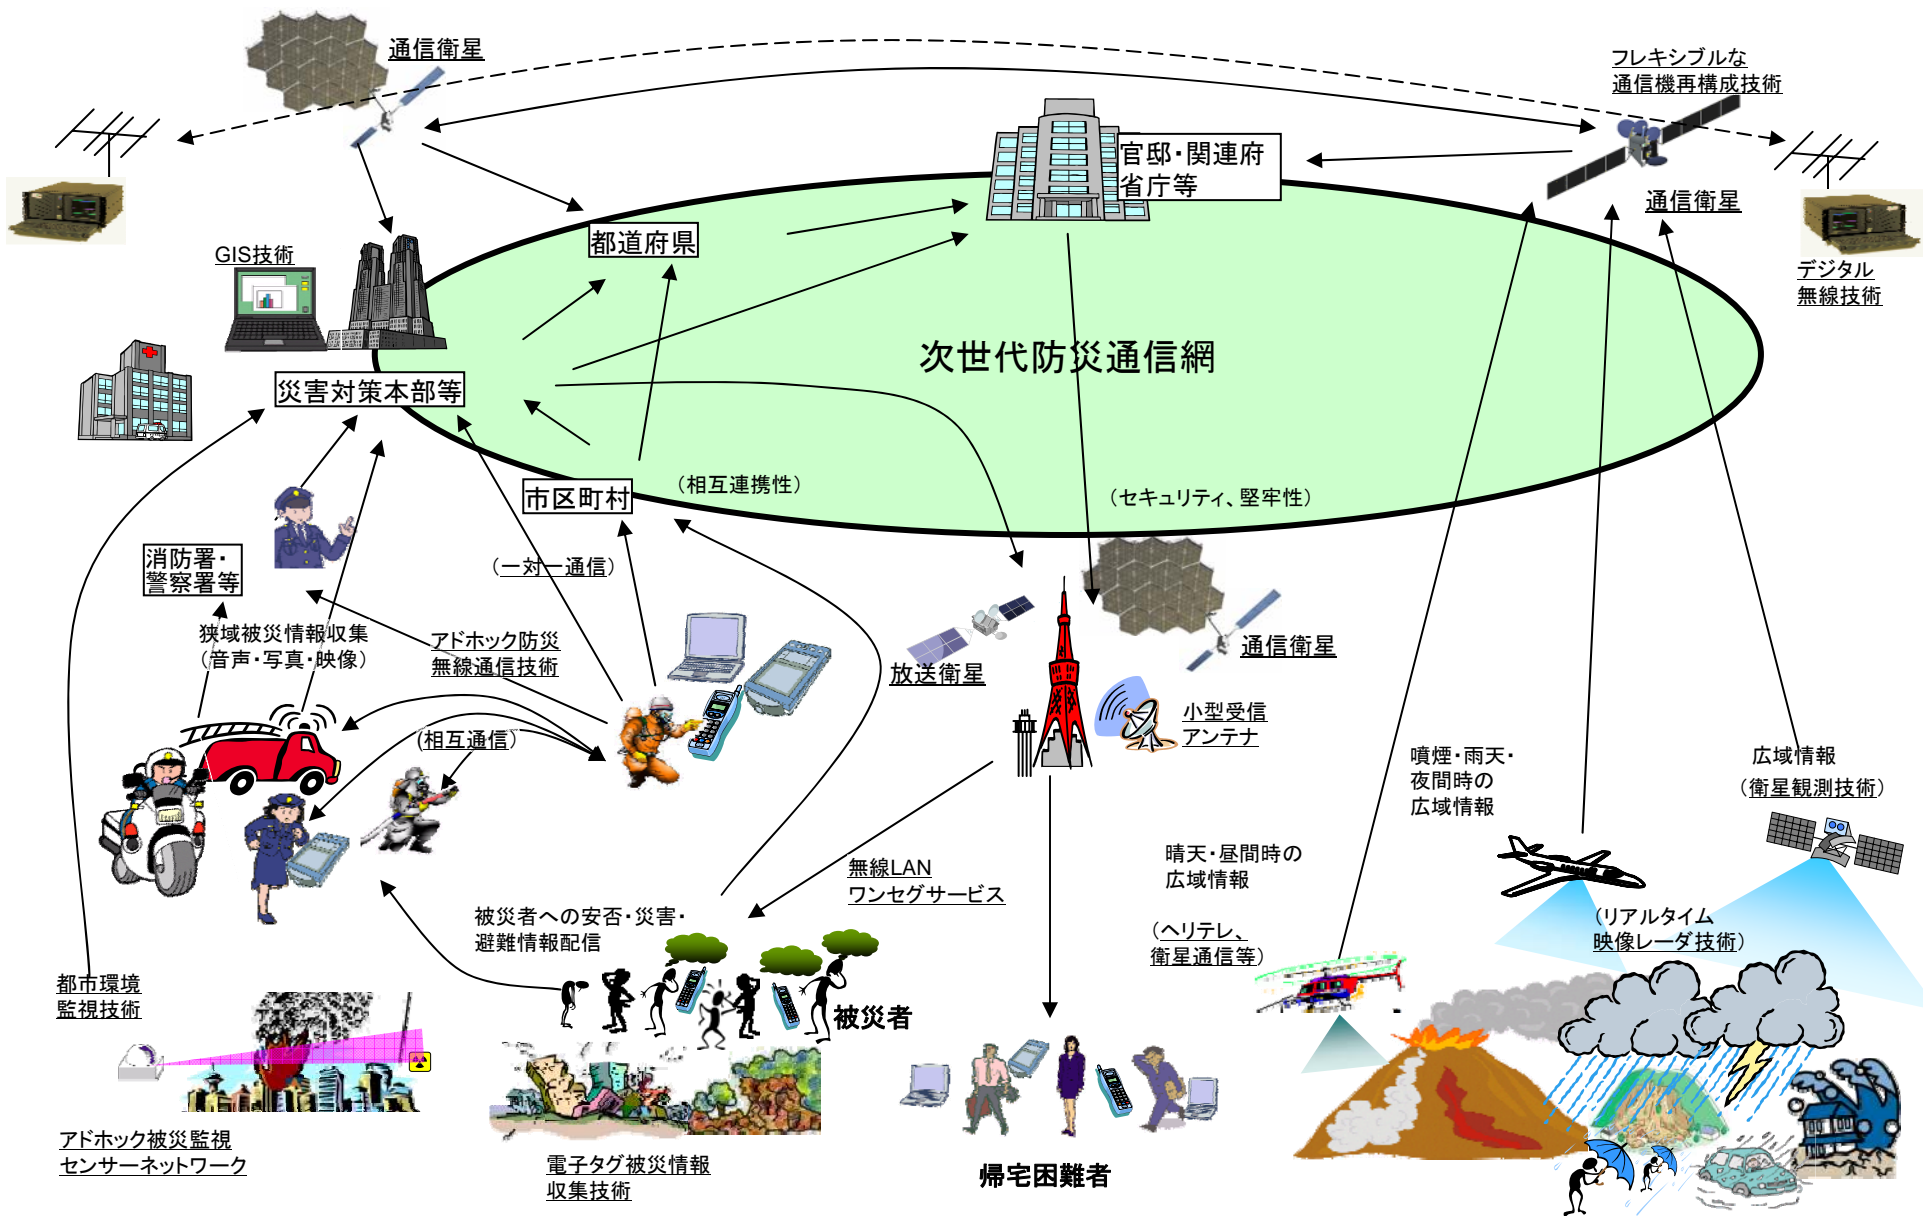 通信衛星
フレキシブルな
通信機再構成技術
官邸・関連府
省庁等
通信衛星
都道府県
GIS技術
デジタル
無線技術
次世代防災通信網
災害対策本部等
市区町村
（相互連携性）
（セキュリティ、堅牢性）
消防署・
警察署等
（一対一通信）
狭域被災情報収集
（音声・写真・映像）
アドホック防災
無線通信技術
放送衛星
通信衛星
小型受信
アンテナ
（相互通信）
噴煙・雨天・
夜間時の
広域情報
広域情報
（衛星観測技術）
晴天・昼間時の
広域情報
無線LAN
ワンセグサービス
被災者への安否・災害・
避難情報配信
（ヘリテレ、
衛星通信等）
（リアルタイム
映像レーダ技術）
都市環境
監視技術
被災者
アドホック被災監視
センサーネットワーク
電子タグ被災情報
収集技術
帰宅困難者